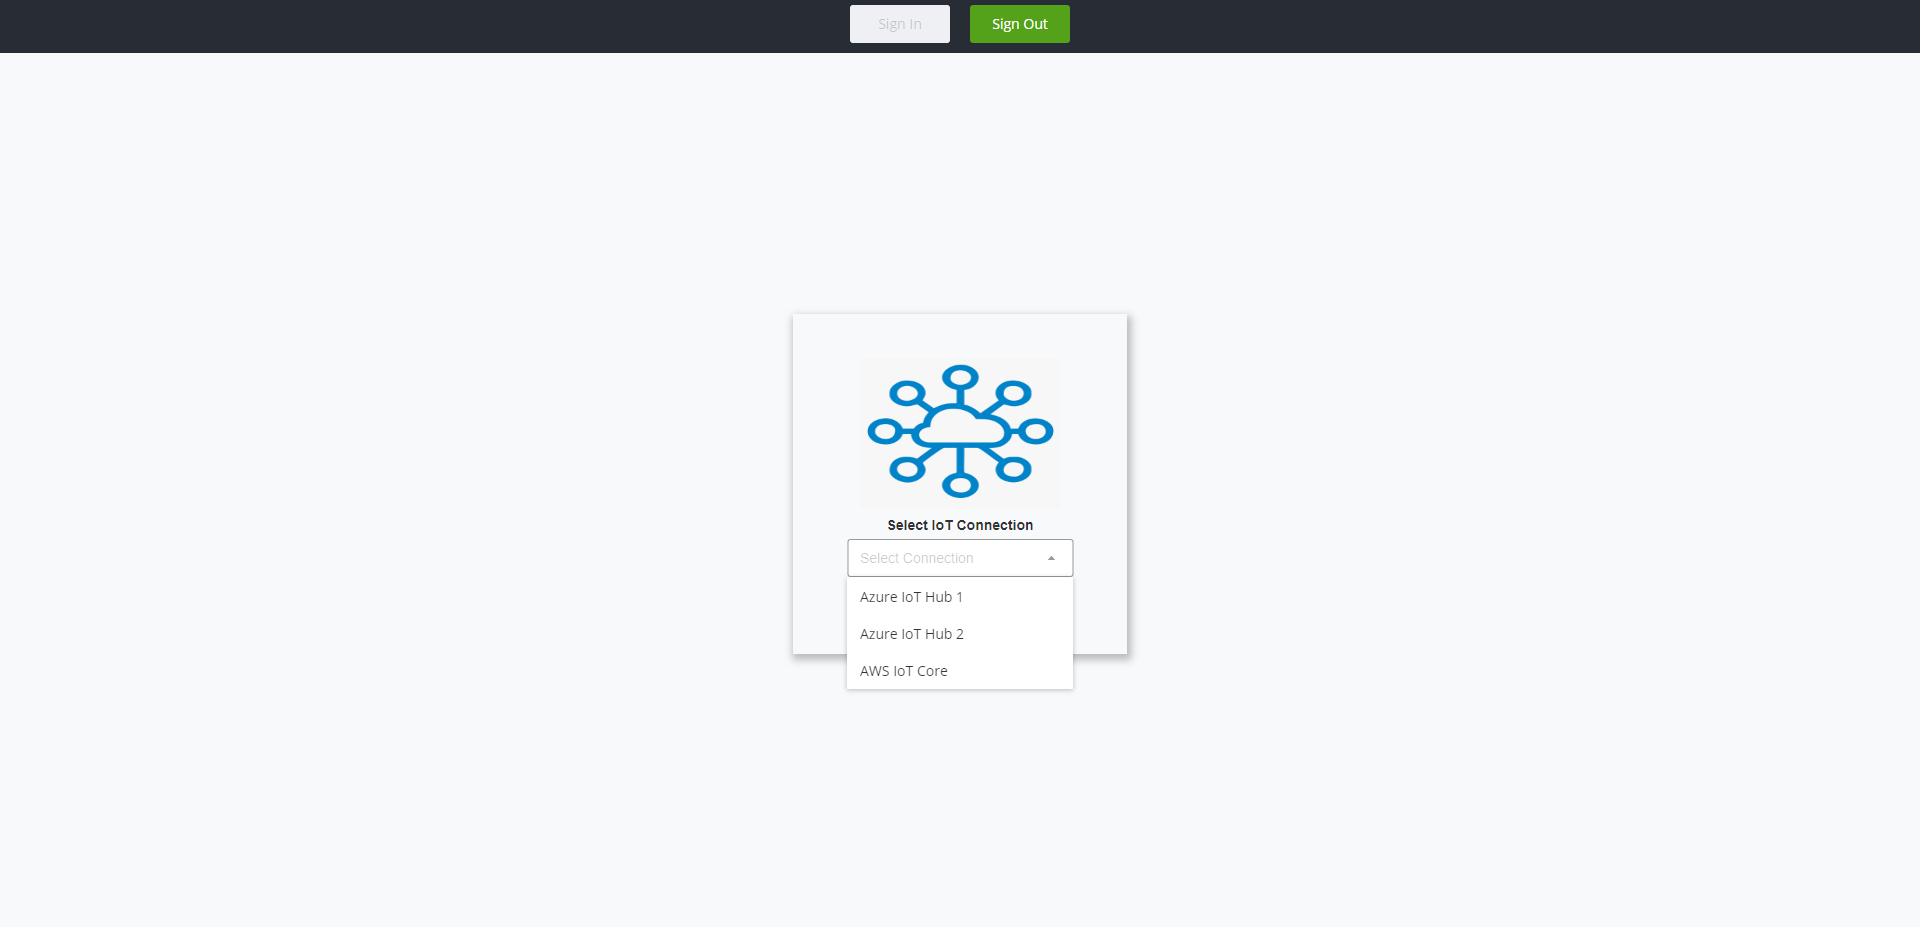 Sign In Sign Out
Select IoT Connection
Select Connection
Azure IoT Hub 1
Azure IoT Hub 2
AWS IoT Core